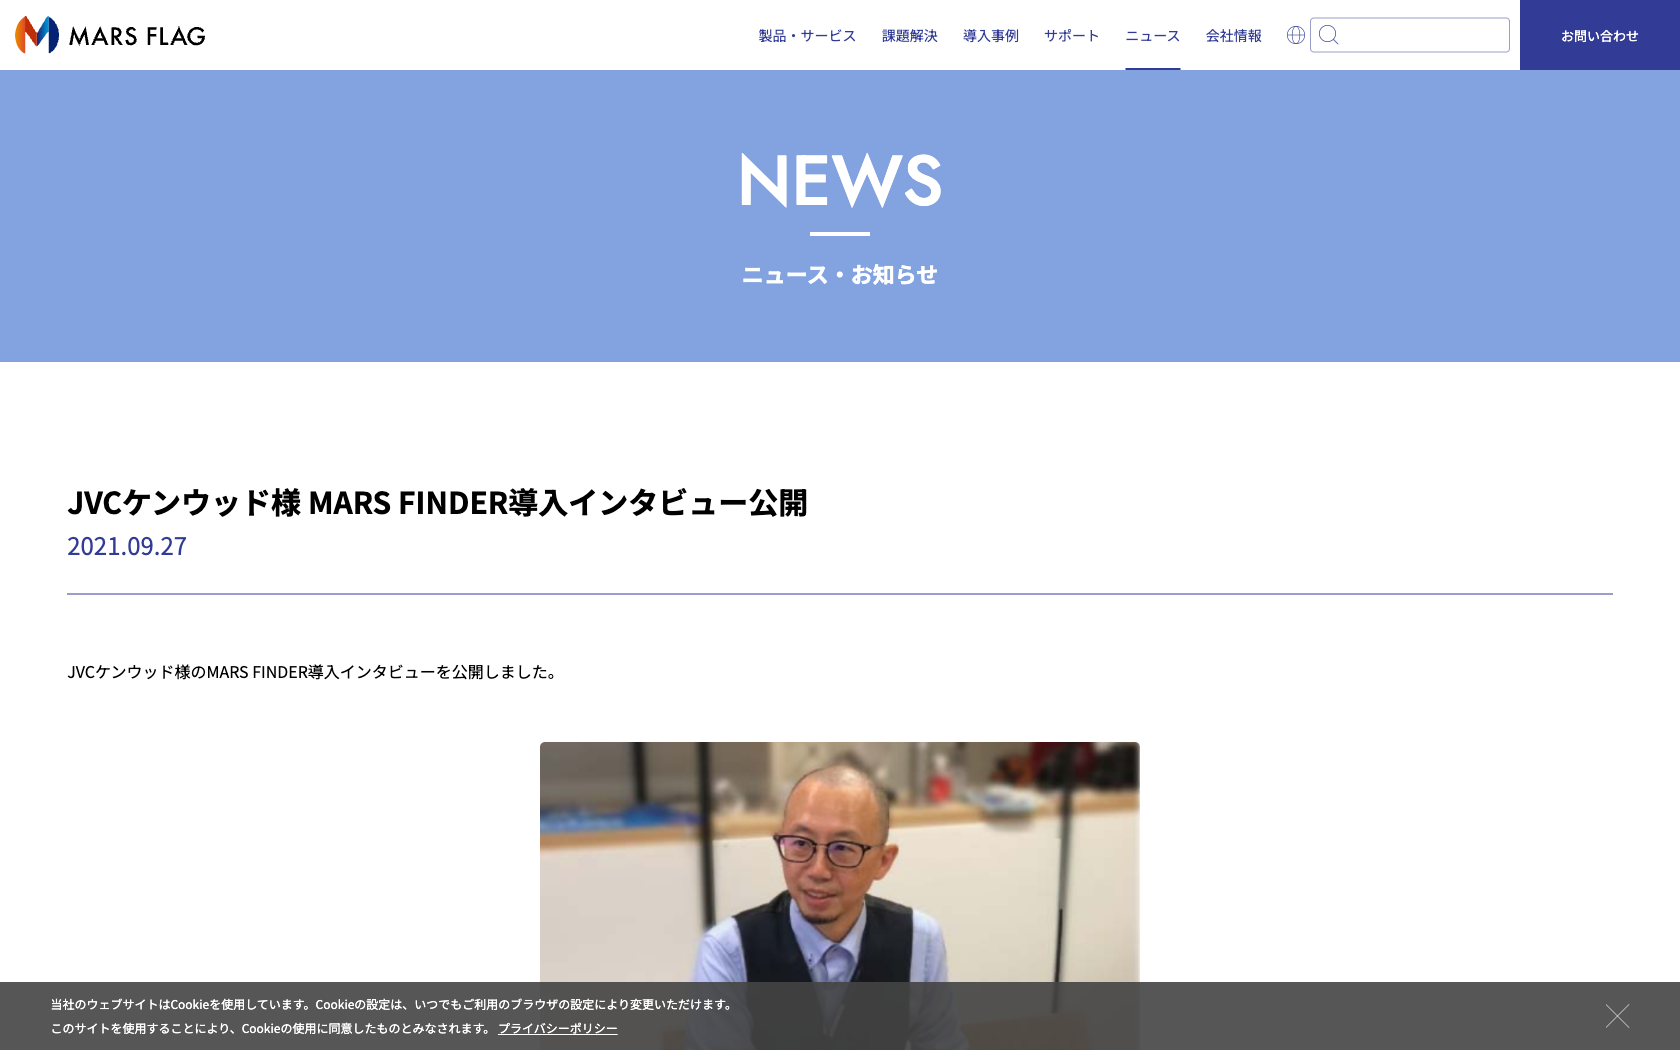 MARS FLAG
製品・サービス 課題解決 導入事例 サポート ニュース 会社情報 お問い合わせ
NEWS
ニュース・お知らせ
JVCケンウッド様 MARS FINDER導入インタビュー公開
2021.09.27
JVCケンウッド様のMARS FINDER導入インタビューを公開しました。
当社のウェブサイトはCookieを使用しています。Cookieの設定は、いつでもご利用のブラウザの設定により変更いただけます。
このサイトを使用することにより、Cookieの使用に同意したものとみなされます。 プライバシーポリシー